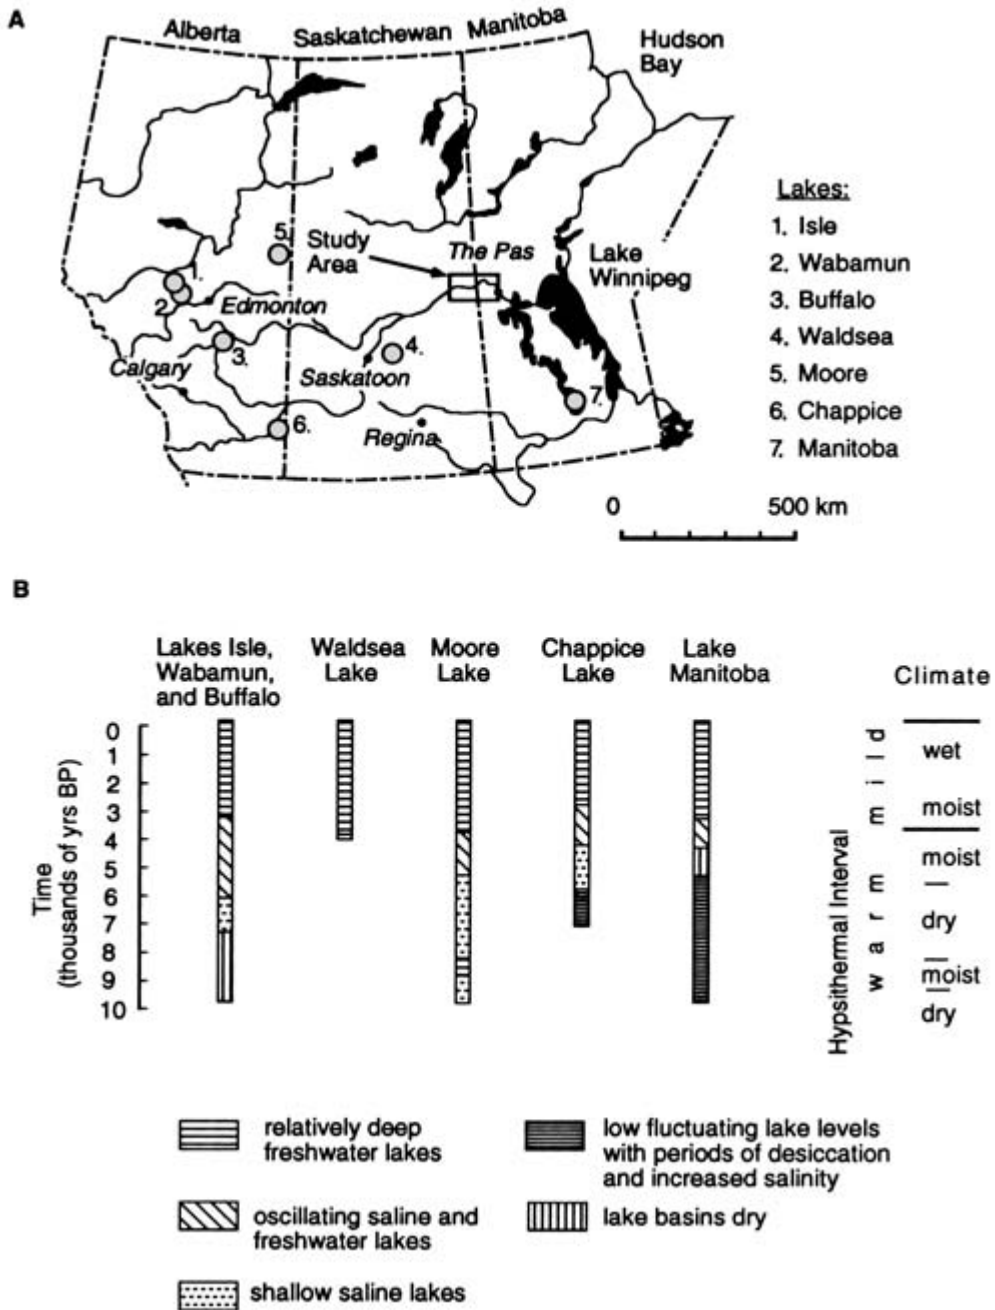 A
Alberta
Saskatchewan
Manitoba
Hudson
Bay
Lakes:
1. Isle
2. Wabamun
3. Buffalo
4. Waldsea
5. Moore
6. Chappice
7. Manitoba
5.
Study
Area
The Pas
Lake
Winnipeg
1.
2.
Edmonton
3.
4.
Calgary
Saskatoon
7.
6.
Regina
0
500 km
B
Lakes Isle,
Wabamun,
and Buffalo
Waldsea
Lake
Moore
Lake
Chappice
Lake
Lake
Manitoba
Climate
Time
(thousands of yrs BP)
0
1
2
3
4
5
6
7
8
9
10
Hypsithermal Interval
warm
mild
wet
moist
moist
dry
moist
dry
relatively deep
freshwater lakes
low fluctuating lake levels
with periods of desiccation
and increased salinity
oscillating saline and
freshwater lakes
lake basins dry
shallow saline lakes